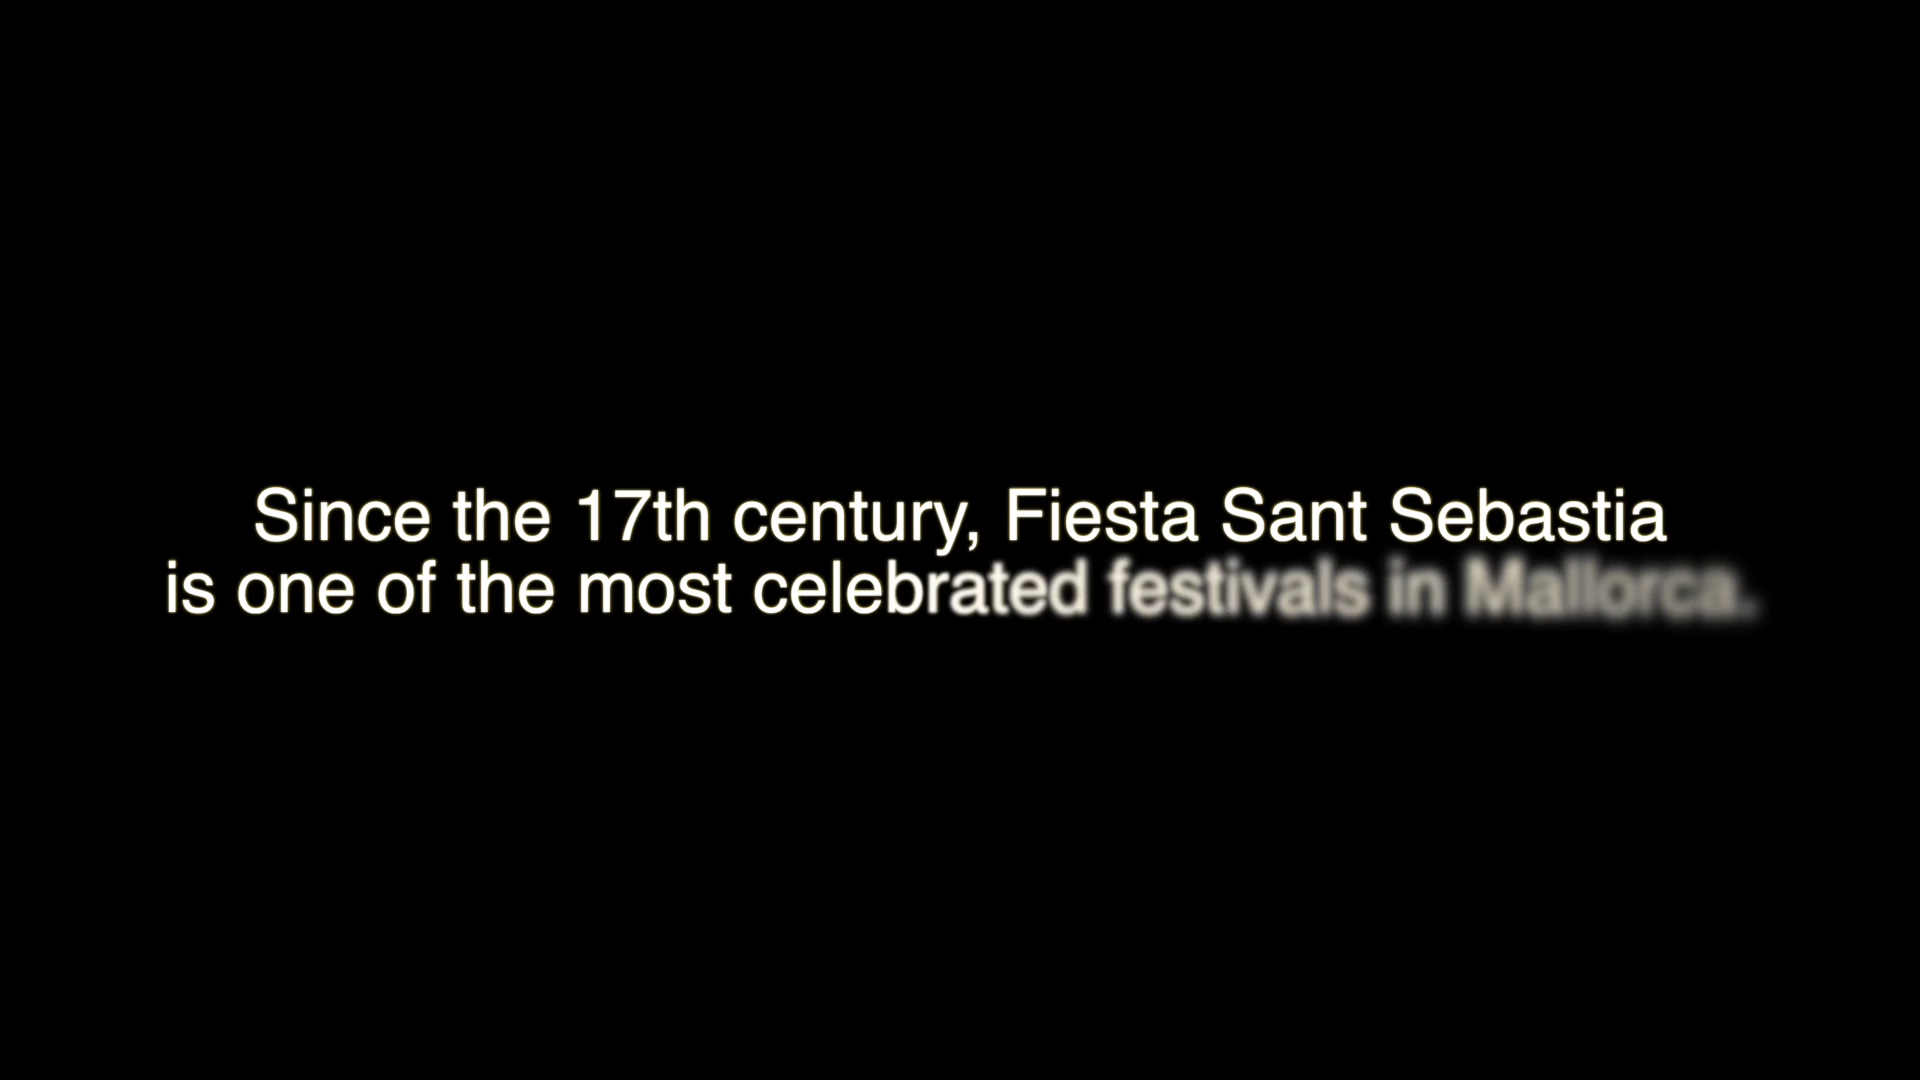 Since the 17th century, Fiesta Sant Sebastia
is one of the most celebrated festivals in Mallorca.